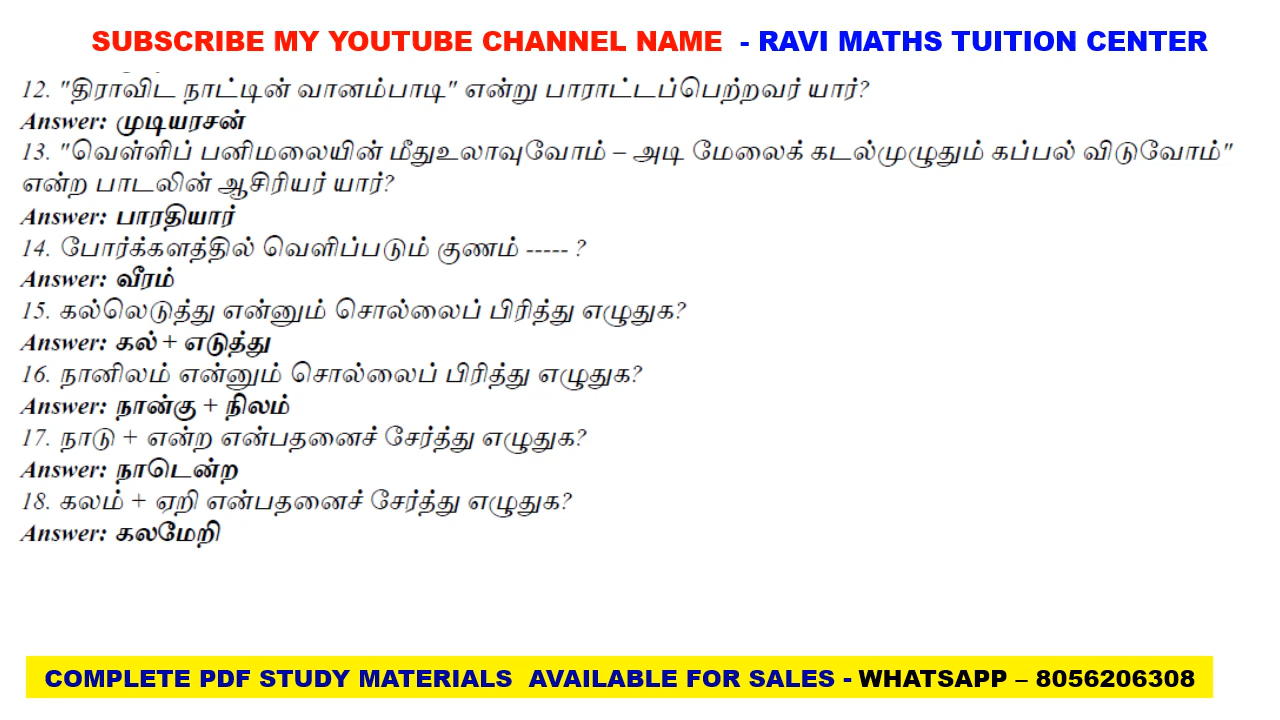 SUBSCRIBE MY YOUTUBE CHANNEL NAME - RAVI MATHS TUITION CENTER
12. "திராவிட நாட்டின் வானம்பாடி" என்று பாராட்டப்பெற்றவர் யார்?
Answer: முடியரசன்
13. "வெள்ளிப் பனிமலையின் மீதுஉலாவுவோம் – அடி மேலைக் கடல்முழுதும் கப்பல் விடுவோம்"
என்ற பாடலின் ஆசிரியர் யார்?
Answer: பாரதியார்
14. போர்க்களத்தில் வெளிப்படும் குணம் ----- ?
Answer: வீரம்
15. கல்லெடுத்து என்னும் சொல்லைப் பிரித்து எழுதுக?
Answer: கல் + எடுத்து
16. நானிலம் என்னும் சொல்லைப் பிரித்து எழுதுக?
Answer: நான்கு + நிலம்
17. நாடு + என்ற என்பதனைச் சேர்த்து எழுதுக?
Answer: நாடென்ற
18. கலம் + ஏறி என்பதனைச் சேர்த்து எழுதுக?
Answer: கலமேறி
COMPLETE PDF STUDY MATERIALS AVAILABLE FOR SALES - WHATSAPP – 8056206308